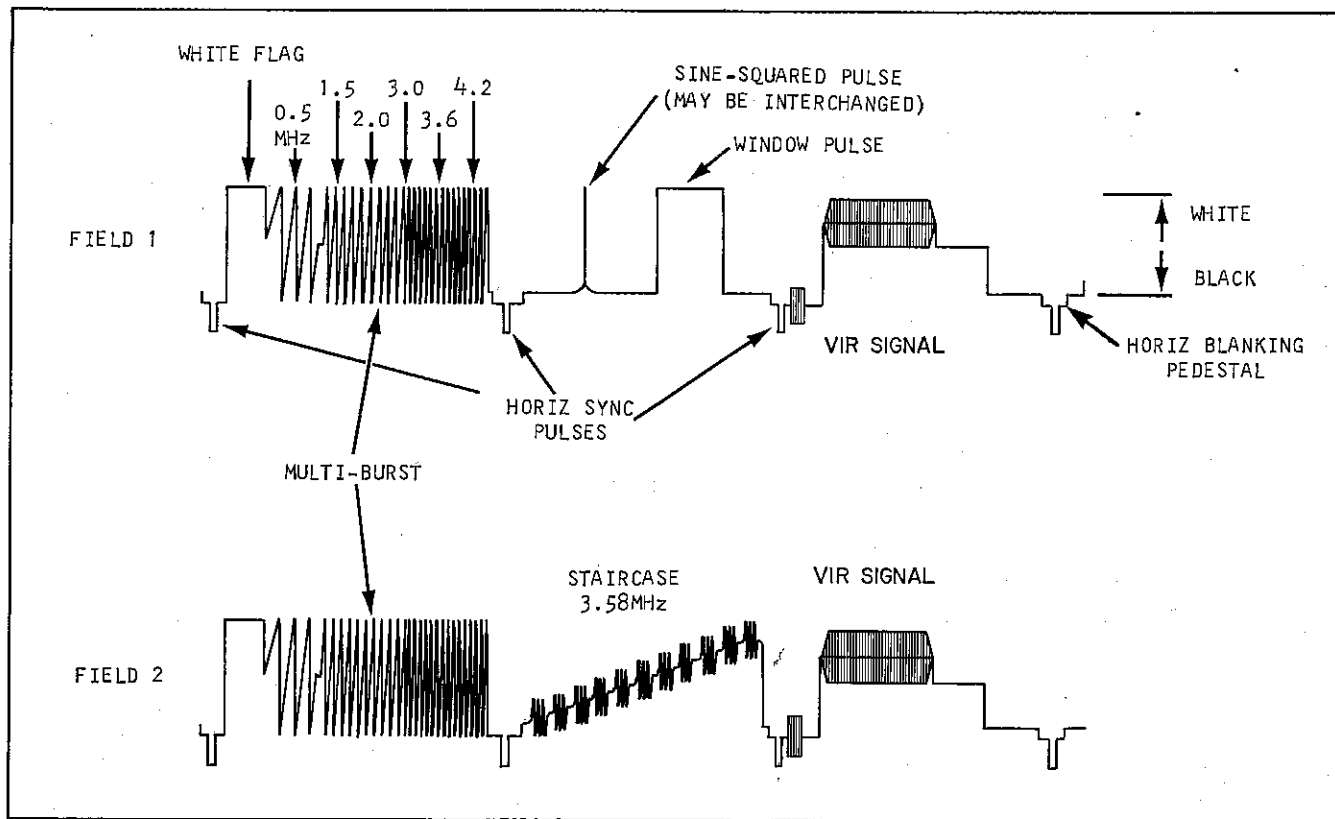 WHITE FLAG
0.5
MHz
1.5
2.0
3.0
3.6
4.2
SINE-SQUARED PULSE
(MAY BE INTERCHANGED)
WINDOW PULSE
FIELD 1
WHITE
BLACK
VIR SIGNAL
HORIZ BLANKING
PEDESTAL
HORIZ SYNC
PULSES
MULTI-BURST
STAIRCASE
3.58MHz
VIR SIGNAL
FIELD 2